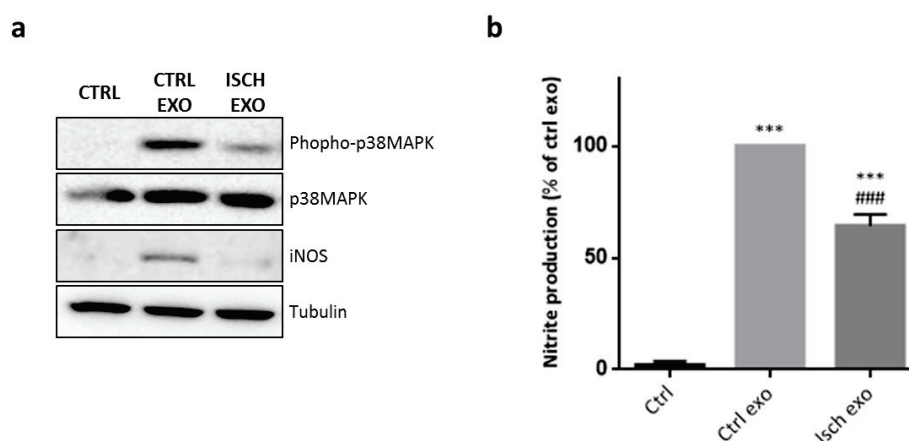 a
CTRL
CTRL
EXO
ISCH
EXO
Phopho-p38MAPK
p38MAPK
iNOS
Tubulin
b
Nitrite production (% of ctrl exo)
100
50
0
***
***
###
Ctrl
Ctrl exo
Isch exo